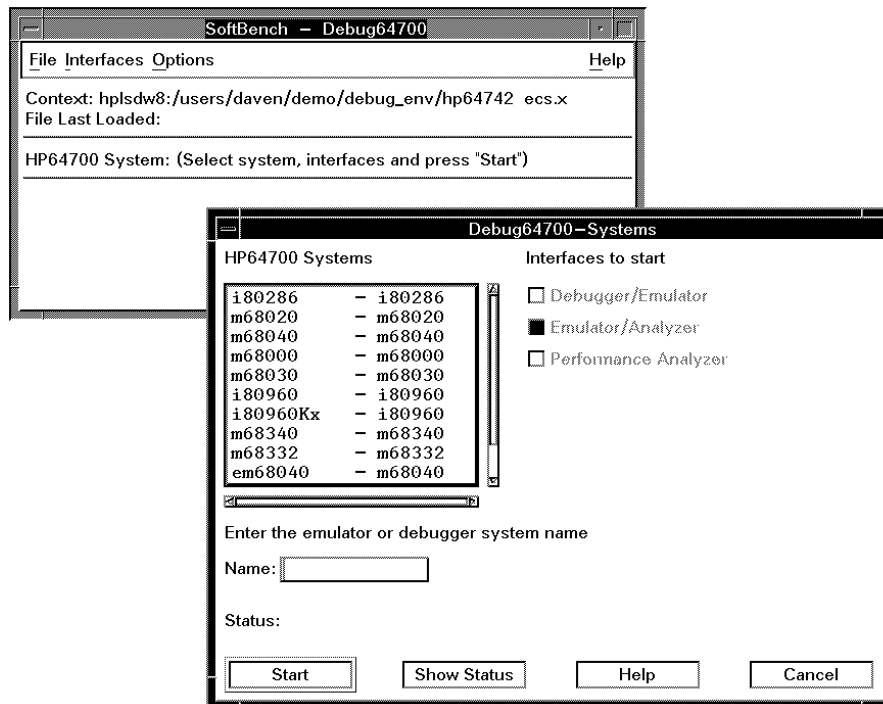 SoftBench – Debug64700
File Interfaces Options Help
Context: hplsdw8:/users/daven/demo/debug_env/hp64742 ecs.x
File Last Loaded:
HP64700 System: (Select system, interfaces and press "Start")
Debug64700–Systems
HP64700 Systems
i80286 – i80286
m68020 – m68020
m68040 – m68040
m68000 – m68000
m68030 – m68030
i80960 – i80960
i80960Kx – i80960
m68340 – m68340
m68332 – m68332
em68040 – m68040
Interfaces to start
Debugger/Emulator
Emulator/Analyzer
Performance Analyzer
Enter the emulator or debugger system name
Name:
Status:
Start Show Status Help Cancel